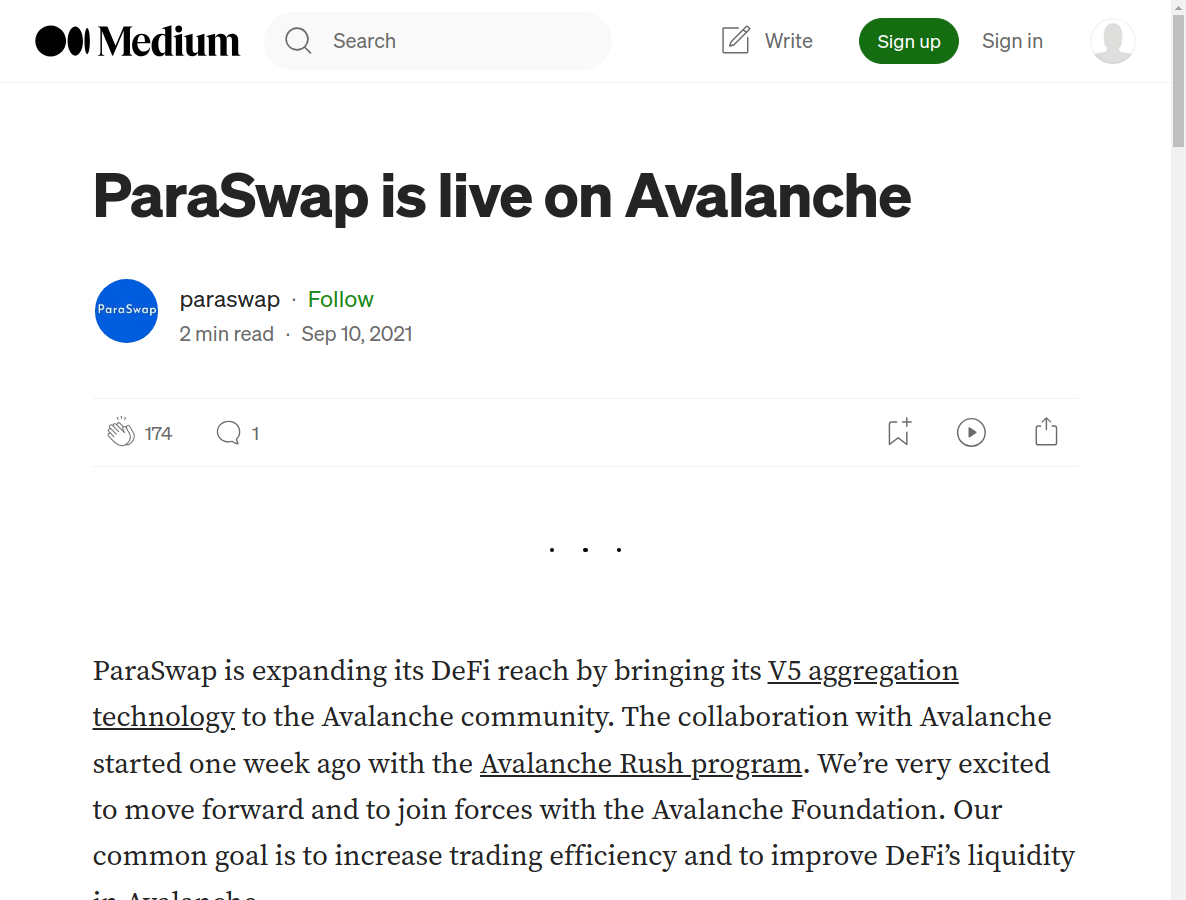 Medium
Search
Write
Sign up
Sign in
ParaSwap is live on Avalanche
ParaSwap
paraswap · Follow
2 min read · Sep 10, 2021
174
1
. . .
ParaSwap is expanding its DeFi reach by bringing its V5 aggregation
technology to the Avalanche community. The collaboration with Avalanche
started one week ago with the Avalanche Rush program. We’re very excited
to move forward and to join forces with the Avalanche Foundation. Our
common goal is to increase trading efficiency and to improve DeFi’s liquidity
in Avalanche.